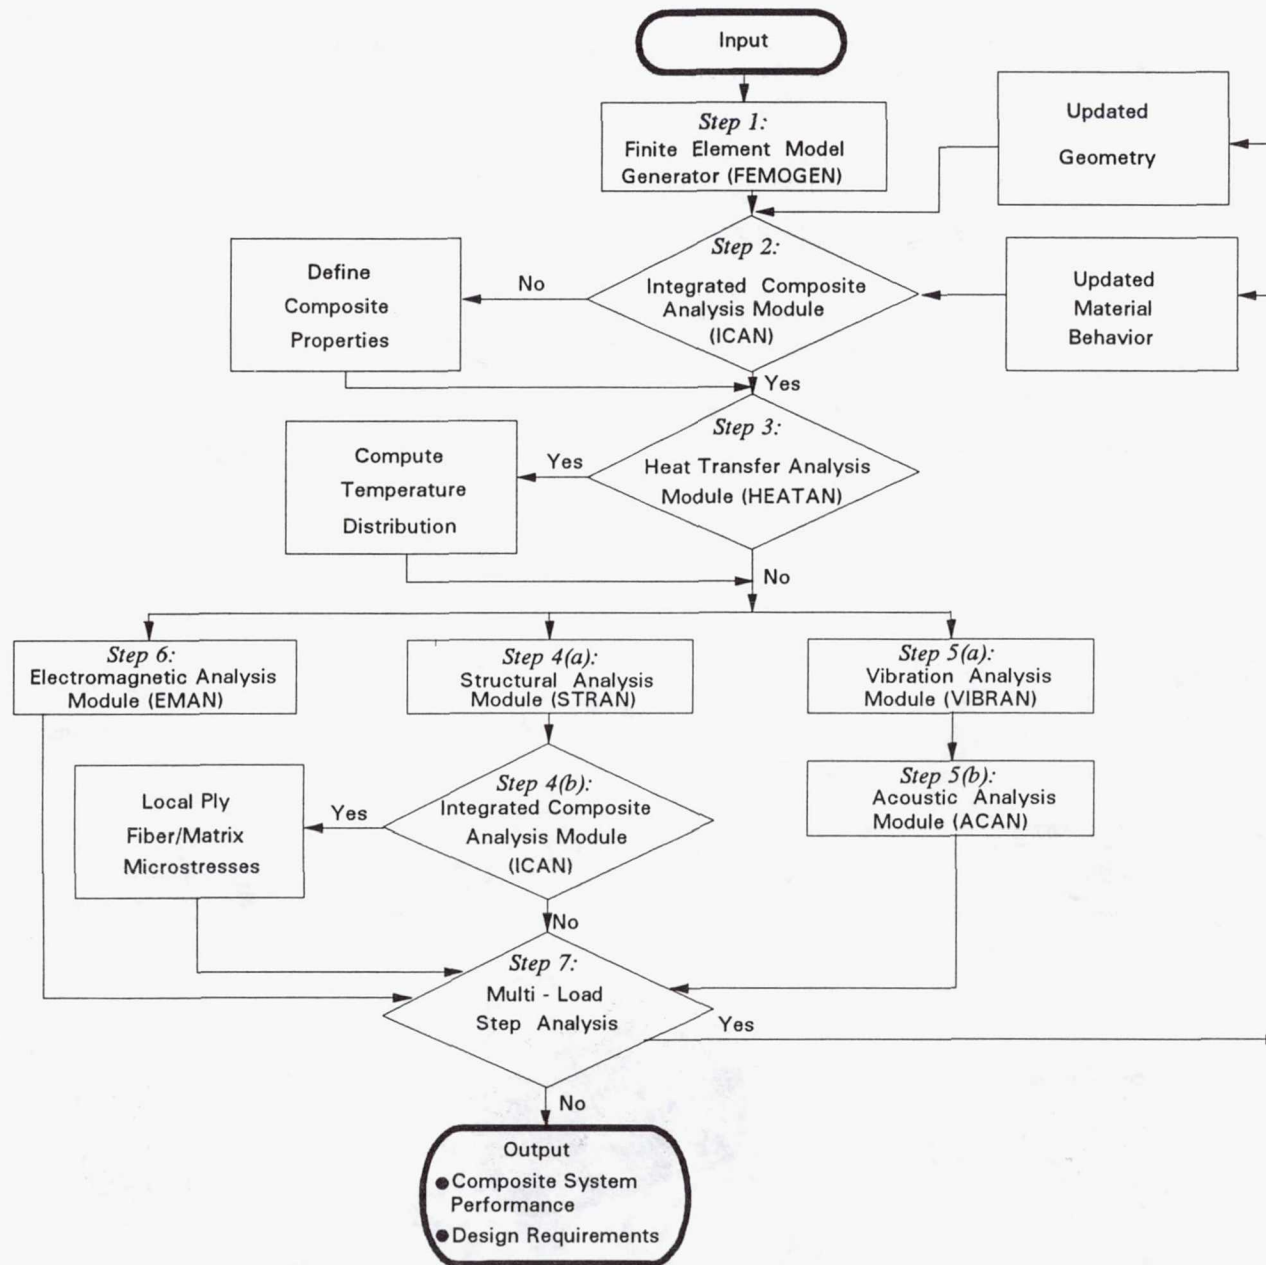 Input
Step 1:
Finite Element Model
Generator (FEMOGEN)
Updated
Geometry
Step 2:
Integrated Composite
Analysis Module
(ICAN)
No
Define
Composite
Properties
Updated
Material
Behavior
Yes
Step 3:
Heat Transfer Analysis
Module (HEATAN)
Yes
Compute
Temperature
Distribution
No
Step 6:
Electromagnetic Analysis
Module (EMAN)
Step 4(a):
Structural Analysis
Module (STRAN)
Step 5(a):
Vibration Analysis
Module (VIBRAN)
Step 4(b):
Integrated Composite
Analysis Module
(ICAN)
Yes
Local Ply
Fiber/Matrix
Microstresses
Step 5(b):
Acoustic Analysis
Module (ACAN)
No
Step 7:
Multi - Load
Step Analysis
Yes
No
Output
● Composite System
Performance
● Design Requirements